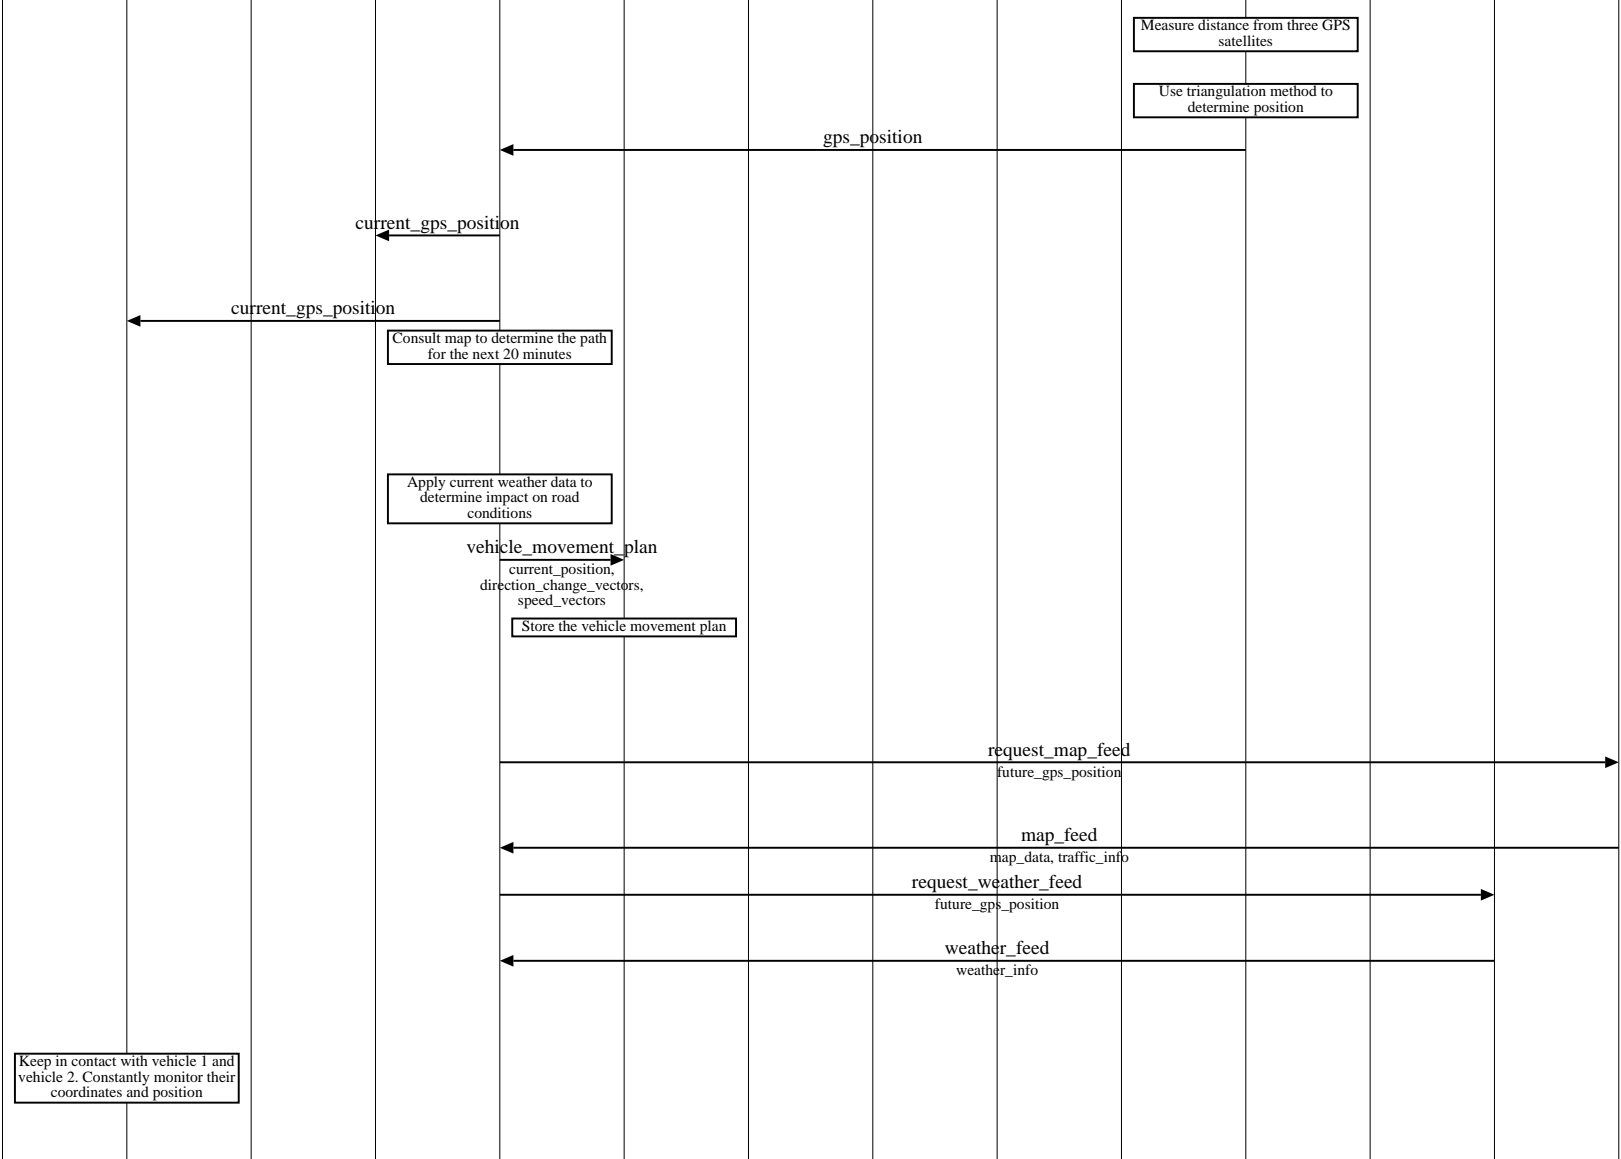 Measure distance from three GPS
satellites
Use triangulation method to
determine position
gps_position
current_gps_position
current_gps_position
Consult map to determine the path
for the next 20 minutes
Apply current weather data to
determine impact on road
conditions
vehicle_movement_plan
current_position,
direction_change_vectors,
speed_vectors
Store the vehicle movement plan
request_map_feed
future_gps_position
map_feed
map_data, traffic_info
request_weather_feed
future_gps_position
weather_feed
weather_info
Keep in contact with vehicle 1 and
vehicle 2. Constantly monitor their
coordinates and position